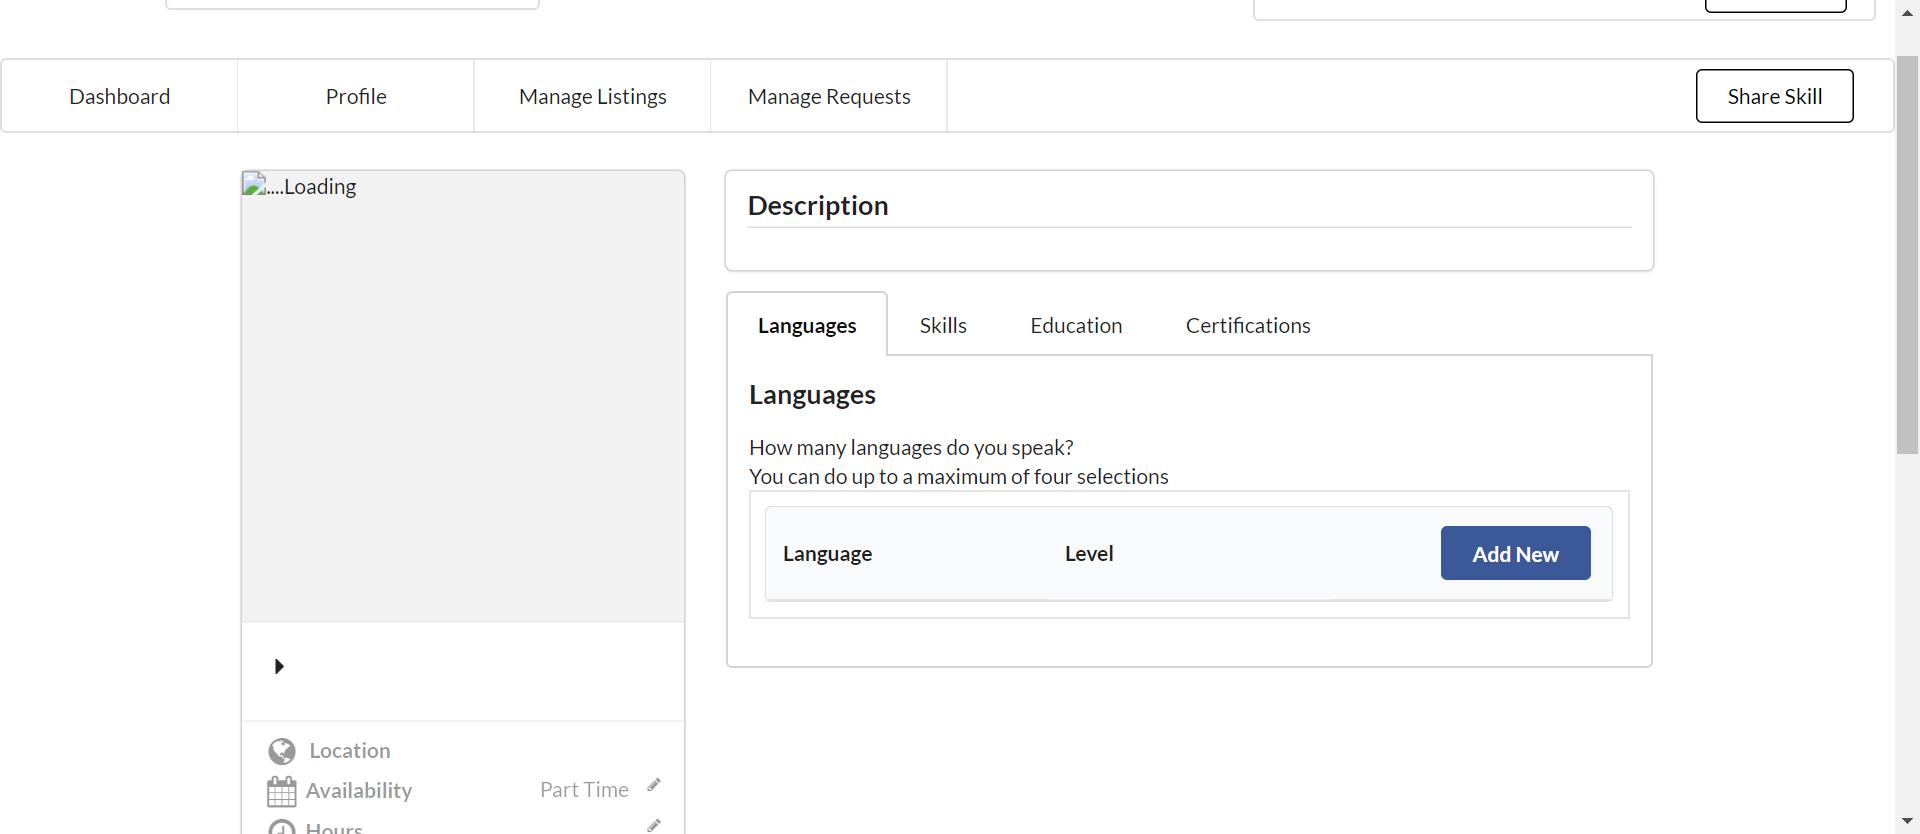 Dashboard
Profile
Manage Listings
Manage Requests
Share Skill
....Loading
Description
Languages
Skills
Education
Certifications
Languages
How many languages do you speak?
You can do up to a maximum of four selections
Language
Level
Add New
Location
Availability
Part Time
Hours